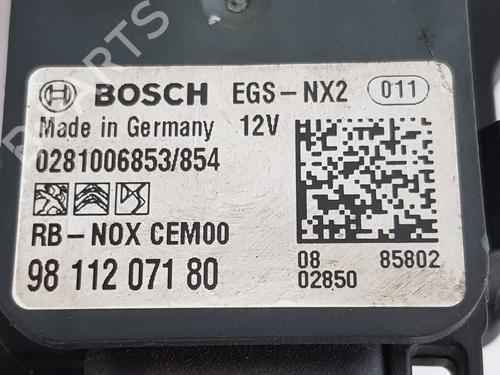 BOSCH EGS-NX2 011
Made in Germany 12V
0281006853/854
RB-NOX CEM00
98 112 071 80
08 85802
02850
PARTS